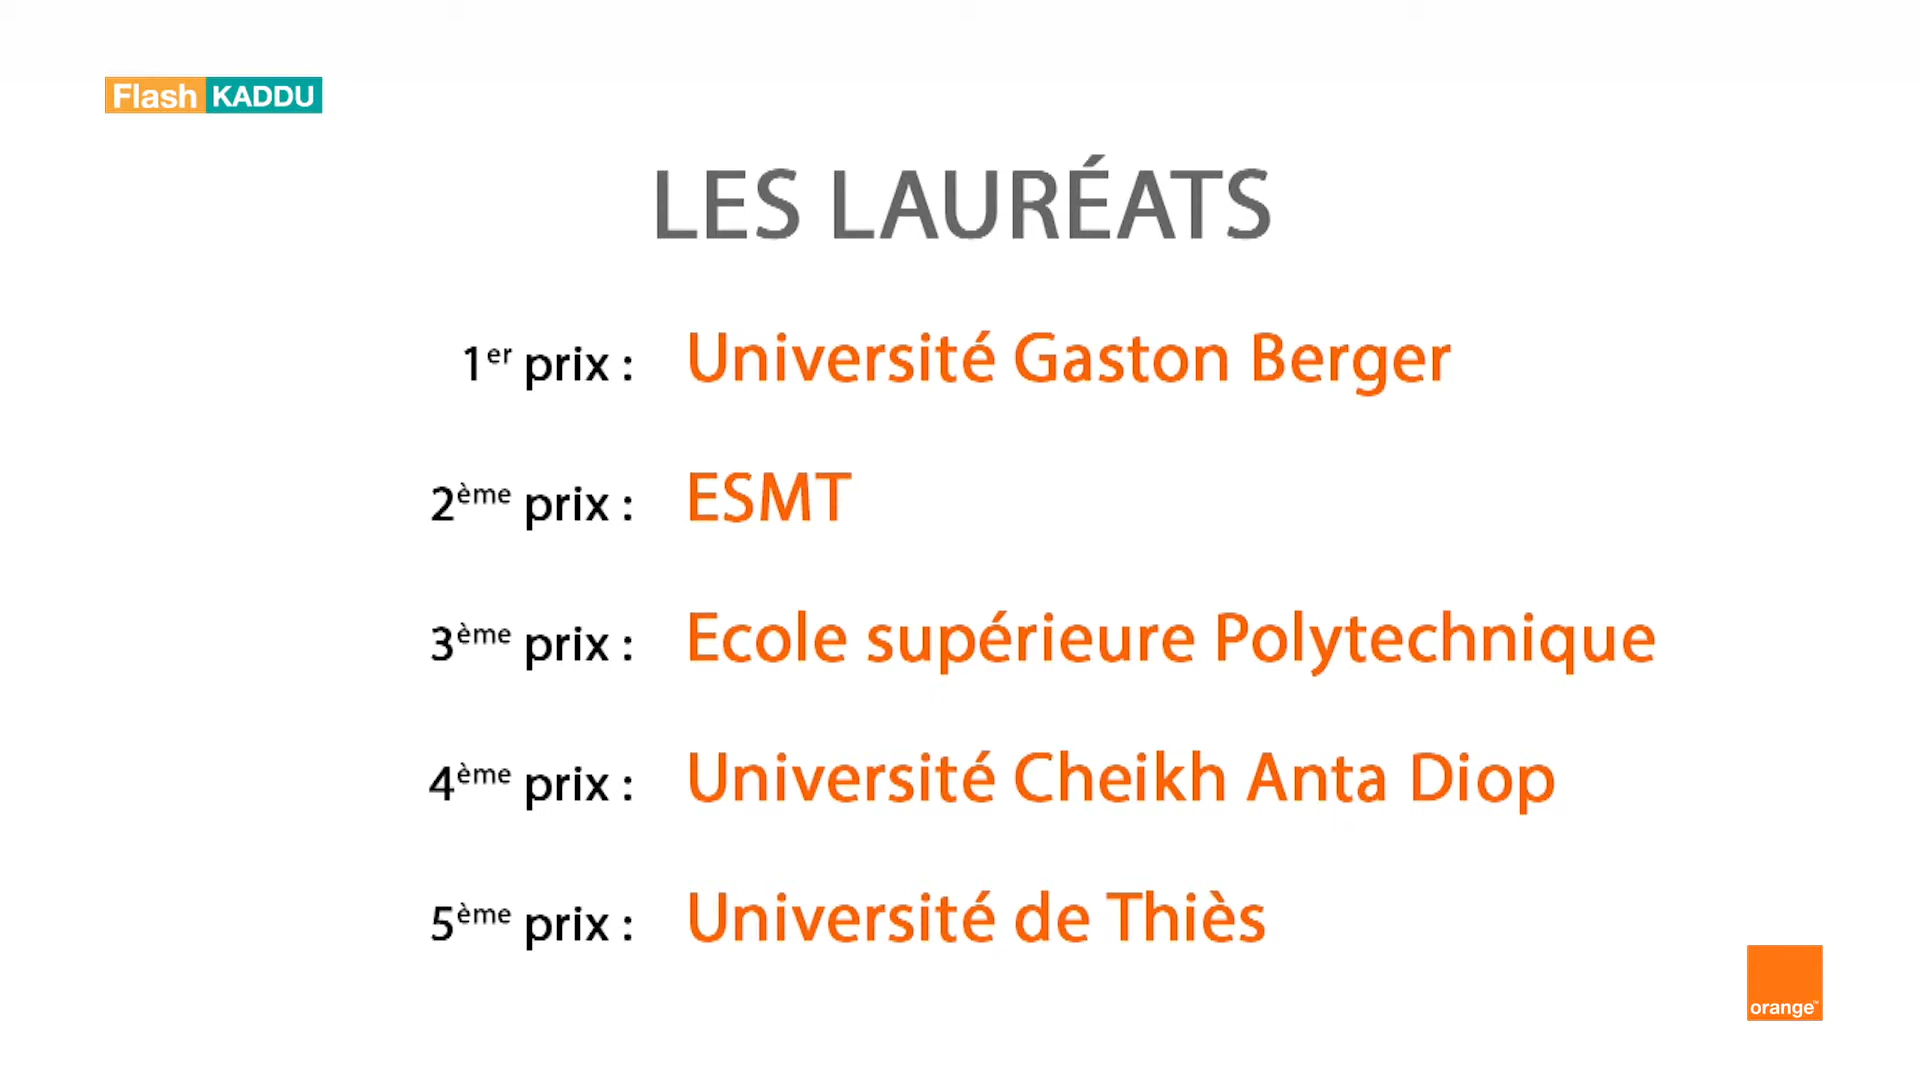 Flash KADDU
LES LAURÉATS
1er prix : Université Gaston Berger
2ème prix : ESMT
3ème prix : Ecole supérieure Polytechnique
4ème prix : Université Cheikh Anta Diop
5ème prix : Université de Thiès
orange™